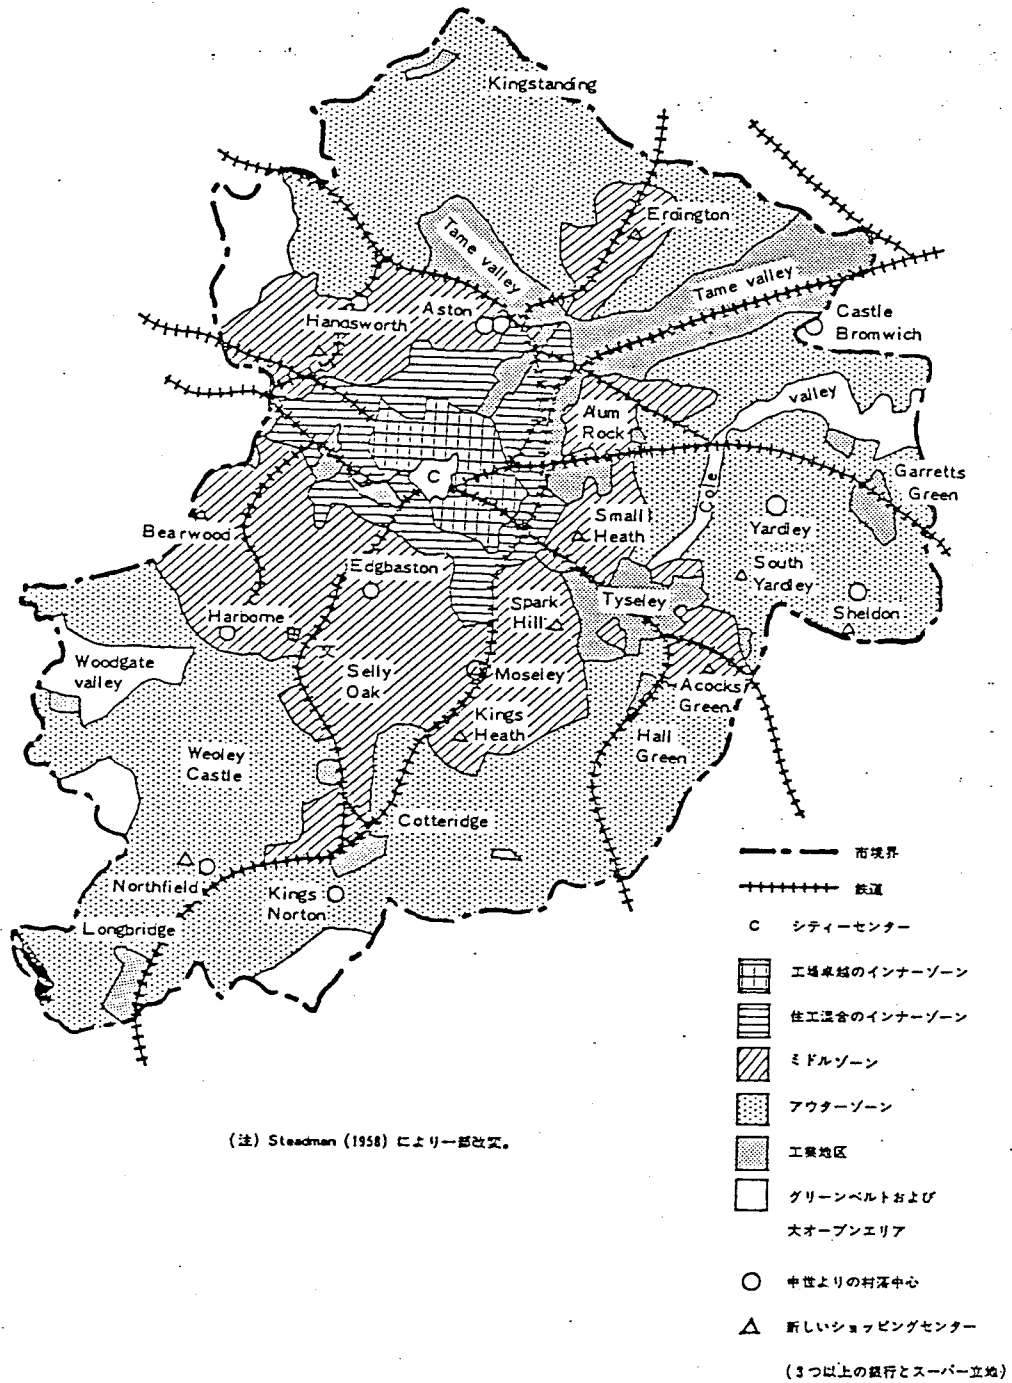 Kingstanding
Erdington
Tame valley
Tame valley
Aston
Handsworth
Castle
Bromwich
valley
Alum
Rock
C
Cole
Garretts
Green
Yardley
Small
Heath
Bearwood
Edgbaston
South
Yardley
Spark
Hill
Tyseley
Harborne
Sheldon
Woodgate
valley
Selly
Oak
Moseley
Acocks
Green
Kings
Heath
Hall
Green
Weoley
Castle
Cotteridge
Northfield
Kings
Norton
Longbridge
市境界
鉄道
C シティーセンター
工場卓越のインナーゾーン
住工混合のインナーゾーン
ミドルゾーン
アウターゾーン
工業地区
グリーンベルトおよび
大オープンエリア
中世よりの村落中心
新しいショッピングセンター
(3つ以上の銀行とスーパー立地)
(注) Steadman (1958) により一部改変。